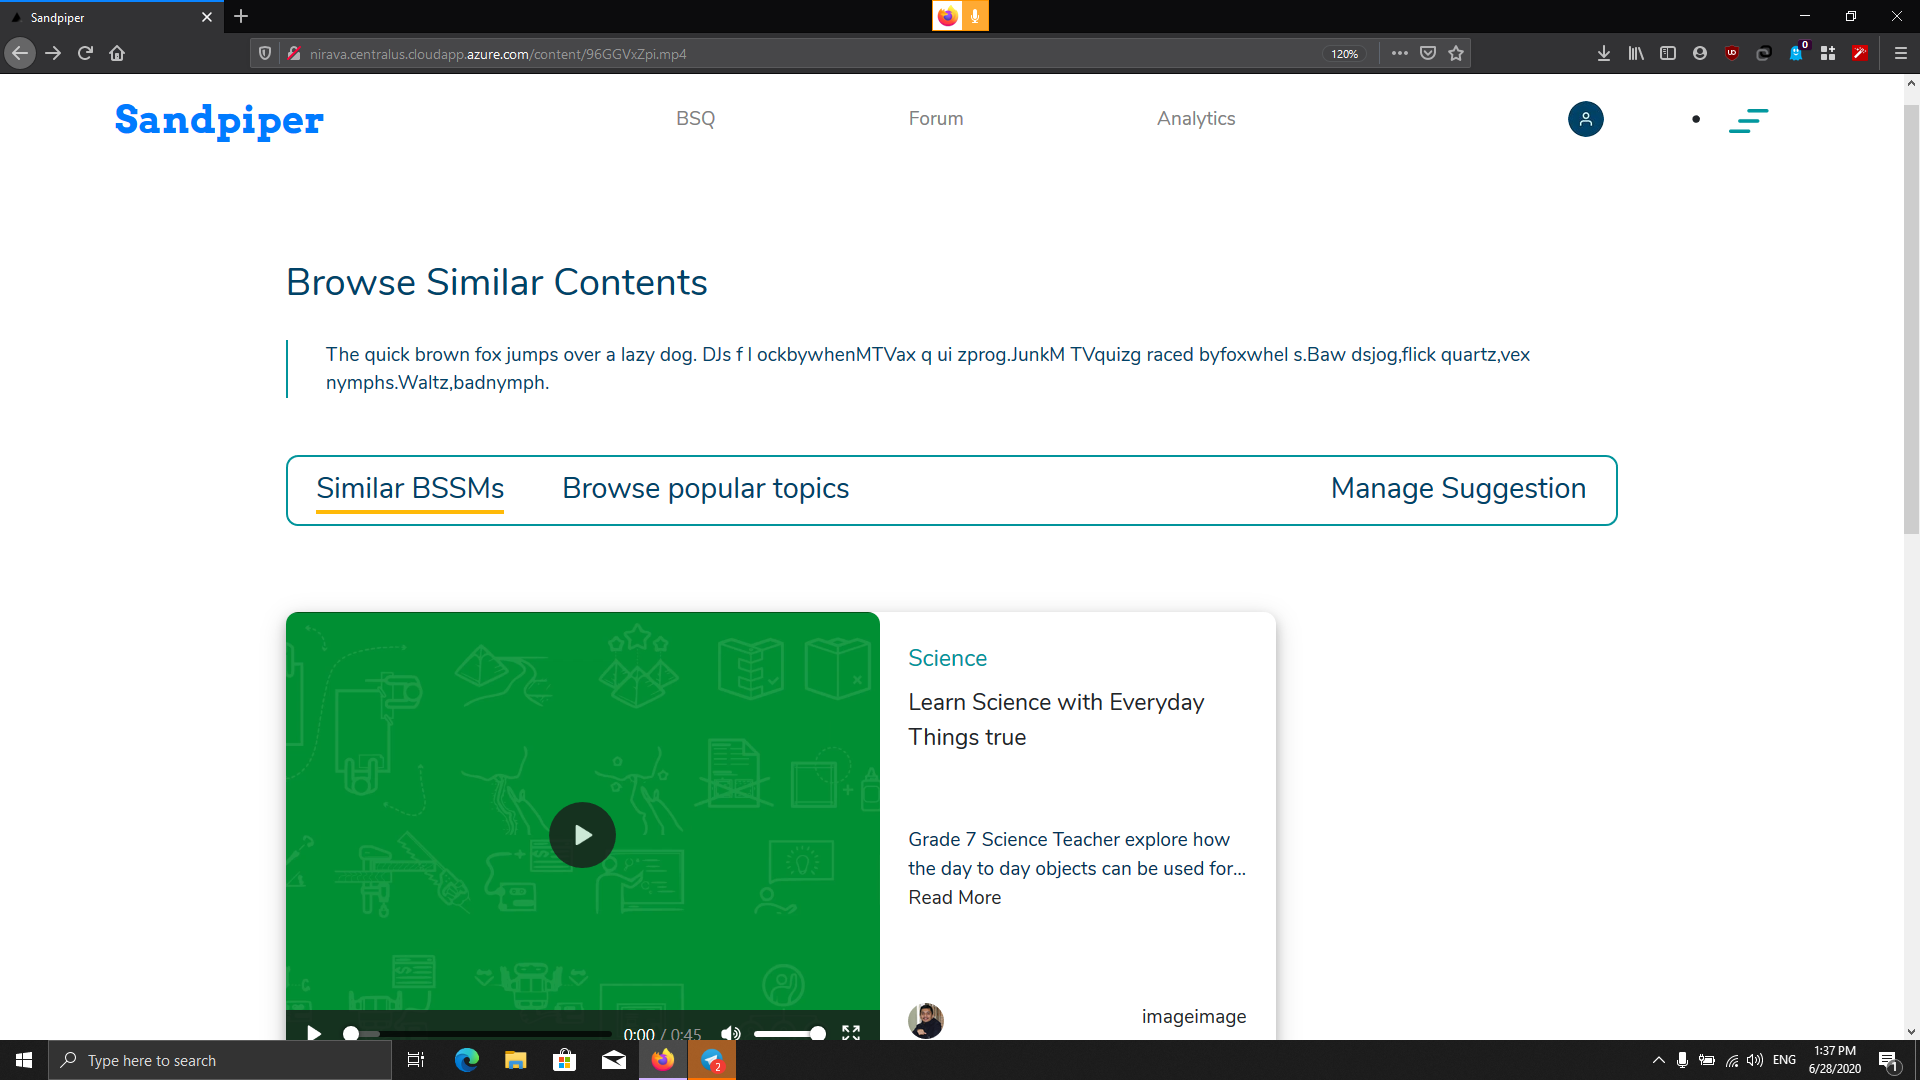 Sandpiper
nirava.centralus.cloudapp.azure.com/content/96GGVxZpi.mp4
120%
0
Sandpiper
BSQ
Forum
Analytics
Browse Similar Contents
The quick brown fox jumps over a lazy dog. DJs f l ockbywhenMTVax q ui zprog.JunkM TVquizg raced byfoxwhel s.Baw dsjog,flick quartz,vex
nymphs.Waltz,badnymph.
Similar BSSMs
Browse popular topics
Manage Suggestion
Science
Learn Science with Everyday
Things true
Grade 7 Science Teacher explore how
the day to day objects can be used for...
Read More
imageimage
0:00 / 0:45
Type here to search
2
ENG
1:37 PM
6/28/2020
1